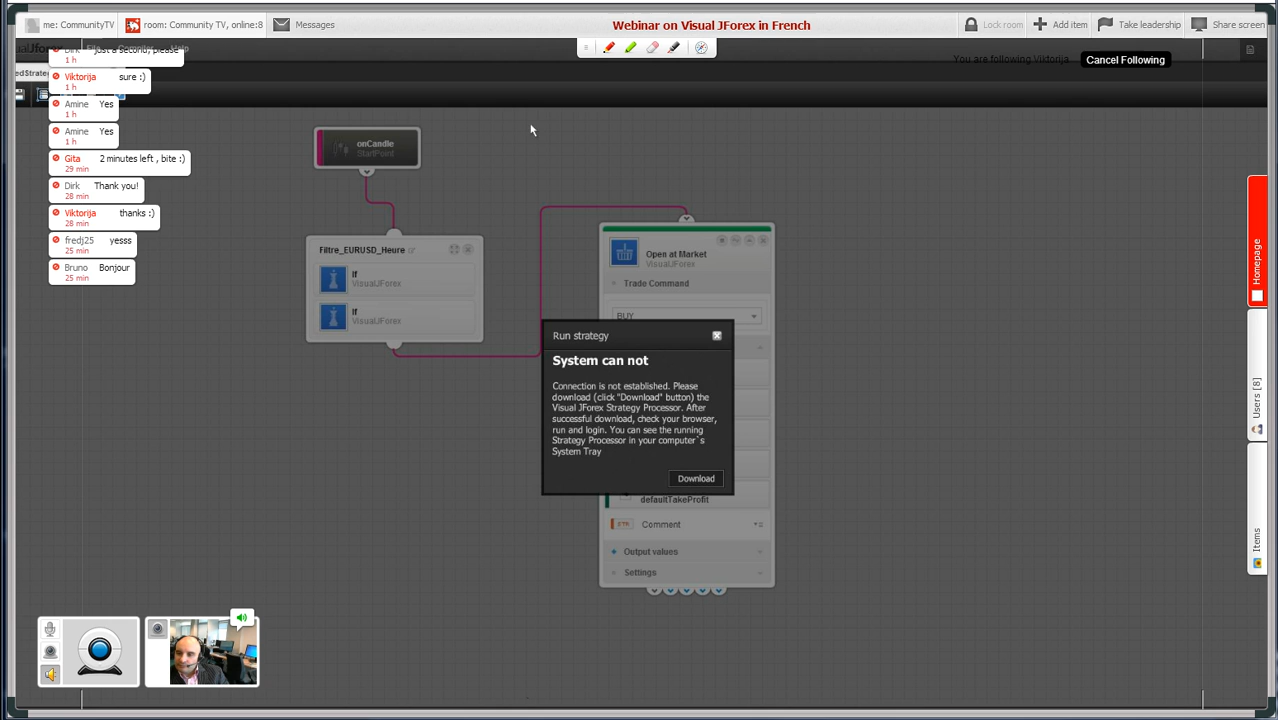 me: CommunityTV
room: Community TV, online:8
Messages
Webinar on Visual JForex in French
Lock room
Add item
Take leadership
Share screen
You are following Viktorija
Cancel Following
Dirk just a second, please
1 h
Viktorija sure :)
1 h
Amine Yes
1 h
Amine Yes
1 h
Gita 2 minutes left , bite :)
29 min
Dirk Thank you!
28 min
Viktorija thanks :)
28 min
fredj25 yesss
25 min
Bruno Bonjour
25 min
onCandle
StartPoint
Filtre_EURUSD_Heure
If
VisualJForex
If
VisualJForex
Open at Market
VisualJForex
Trade Command
BUY
Run strategy
System can not
Connection is not established. Please
download (click "Download" button) the
Visual JForex Strategy Processor. After
successful download, check your browser,
run and login. You can see the running
Strategy Processor in your computer`s
System Tray
Download
defaultTakeProfit
STR
Comment
Output values
Settings
Homepage
Users [8]
Items